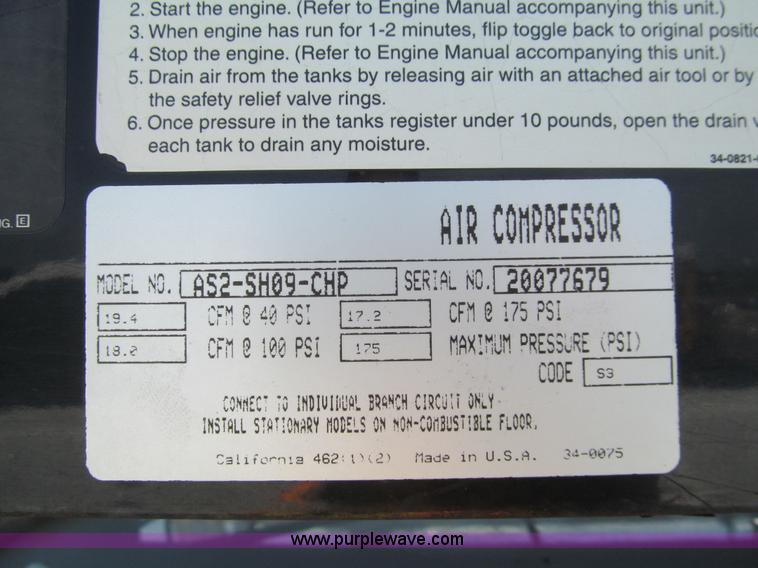 2. Start the engine. (Refer to Engine Manual accompanying this unit.)
3. When engine has run for 1-2 minutes, flip toggle back to original
4. Stop the engine. (Refer to Engine Manual accompanying this unit.)
5. Drain air from the tanks by releasing air with an attached air tool or by
the safety relief valve rings.
6. Once pressure in the tanks register under 10 pounds, open the drain
each tank to drain any moisture.
34-0821-
NG. E
AIR COMPRESSOR
MODEL NO. AS2-SH09-CHP SERIAL NO. 20077679
19.4 CFM @ 40 PSI 17.2 CFM @ 175 PSI
18.2 CFM @ 100 PSI 175 MAXIMUM PRESSURE (PSI)
CODE S3
CONNECT TO INDIVIDUAL BRANCH CIRCUIT ONLY.
INSTALL STATIONARY MODELS ON NON-COMBUSTIBLE FLOOR.
California 462(1)(2) Made in U.S.A. 34-0075
www.purplewave.com